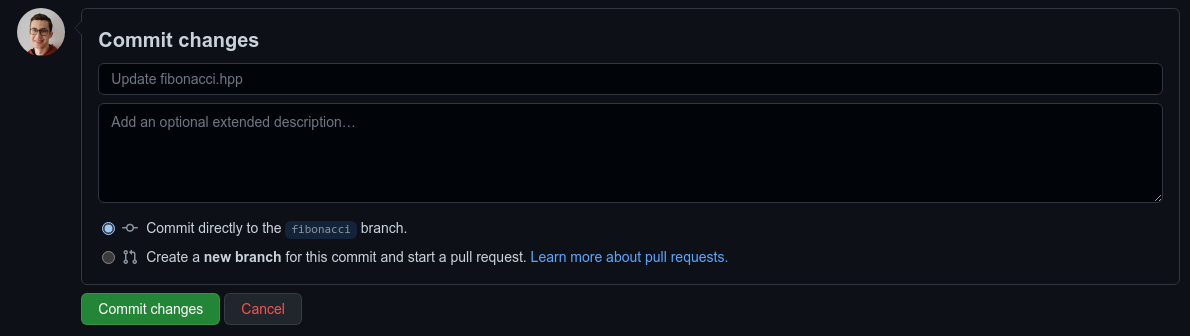 Commit changes
Update fibonacci.hpp
Add an optional extended description…
Commit directly to the fibonacci branch.
Create a new branch for this commit and start a pull request. Learn more about pull requests.
Commit changes Cancel